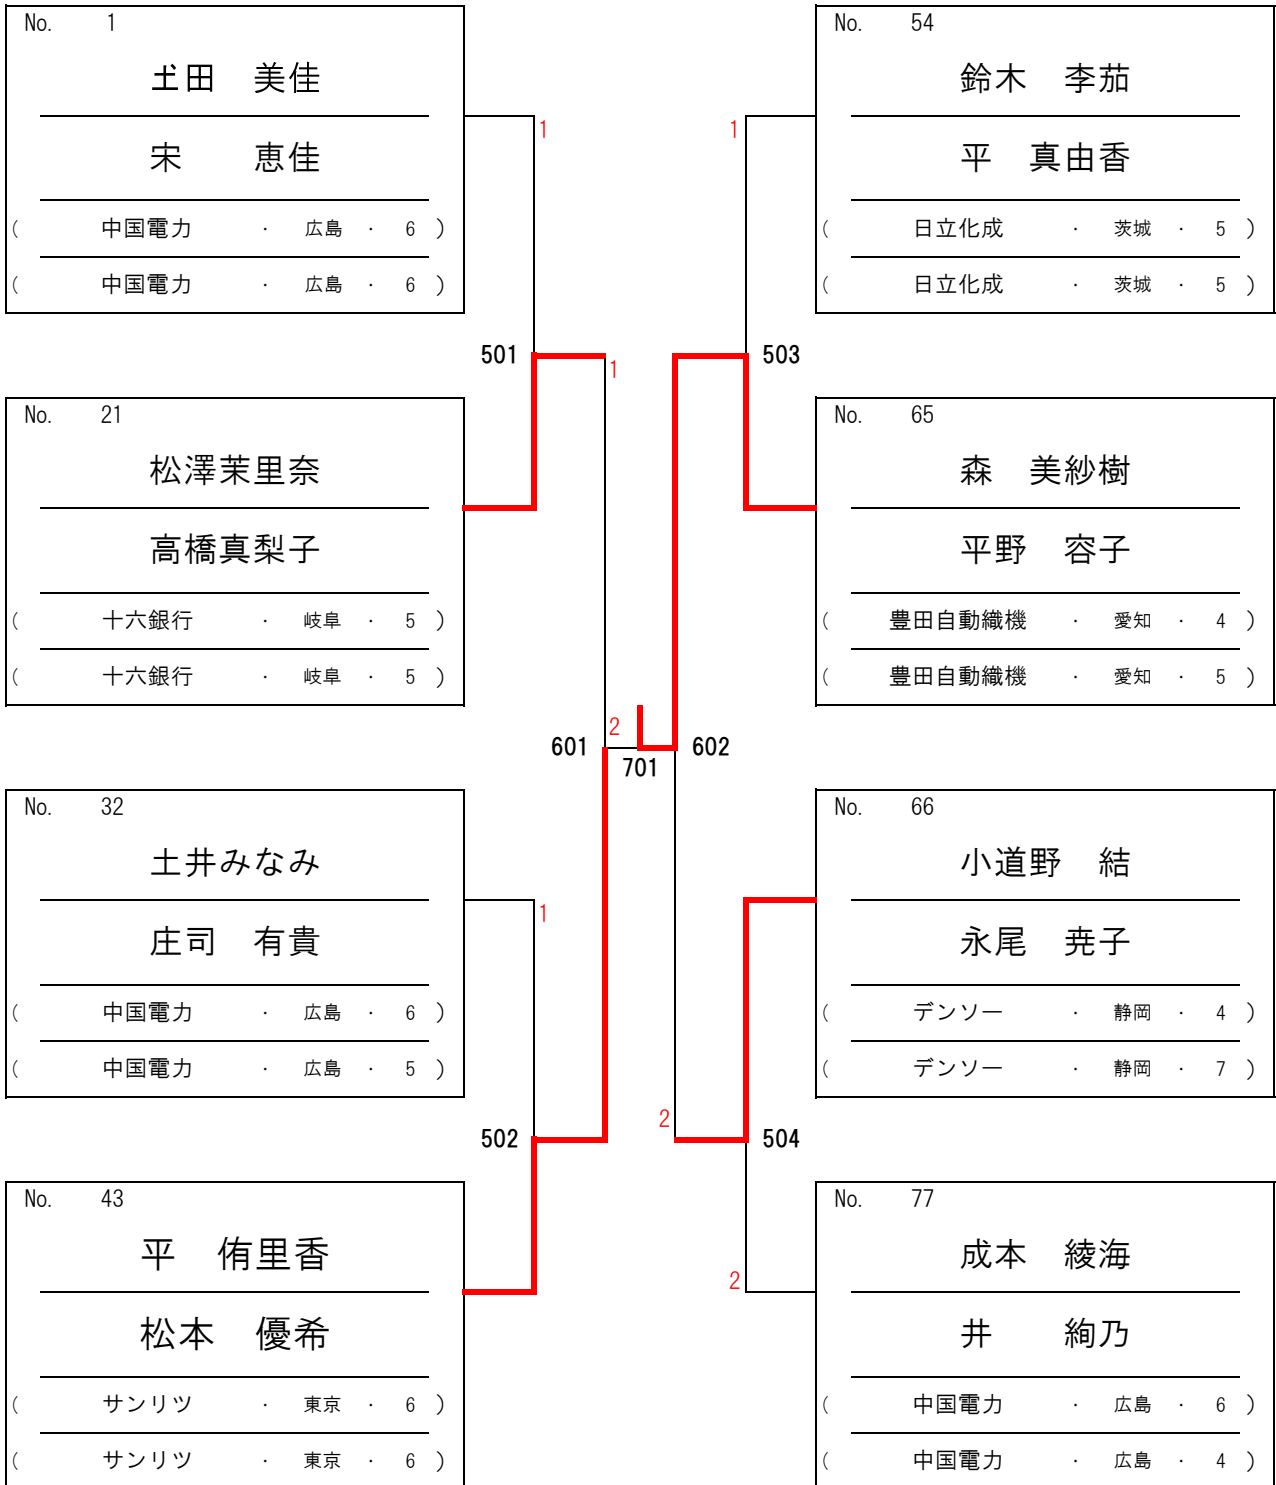 No. 1
圡田 美佳
宋 恵佳
( 中国電力 ・ 広島 ・ 6 )
( 中国電力 ・ 広島 ・ 6 )
1
501
1
No. 21
松澤茉里奈
高橋真梨子
( 十六銀行 ・ 岐阜 ・ 5 )
( 十六銀行 ・ 岐阜 ・ 5 )
2
601
701
No. 32
土井みなみ
庄司 有貴
( 中国電力 ・ 広島 ・ 6 )
( 中国電力 ・ 広島 ・ 5 )
1
502
No. 43
平 侑里香
松本 優希
( サンリツ ・ 東京 ・ 6 )
( サンリツ ・ 東京 ・ 6 )
No. 54
鈴木 李茄
平 真由香
( 日立化成 ・ 茨城 ・ 5 )
( 日立化成 ・ 茨城 ・ 5 )
1
503
No. 65
森 美紗樹
平野 容子
( 豊田自動織機 ・ 愛知 ・ 4 )
( 豊田自動織機 ・ 愛知 ・ 5 )
602
No. 66
小道野 結
永尾 尭子
( デンソー ・ 静岡 ・ 4 )
( デンソー ・ 静岡 ・ 7 )
2
504
No. 77
成本 綾海
井 絢乃
( 中国電力 ・ 広島 ・ 6 )
( 中国電力 ・ 広島 ・ 4 )
2